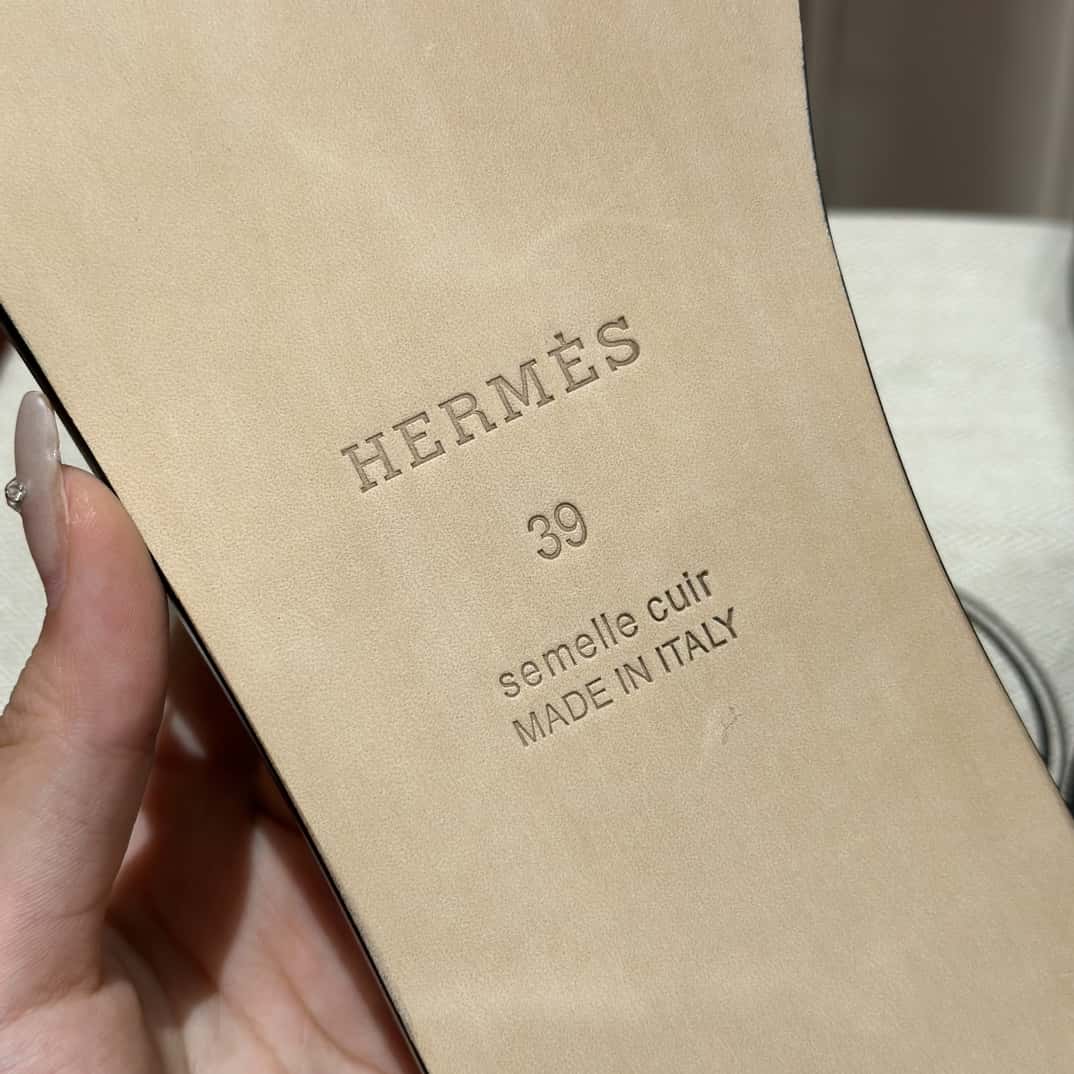 HERMÈS
39
semelle cuir
MADE IN ITALY